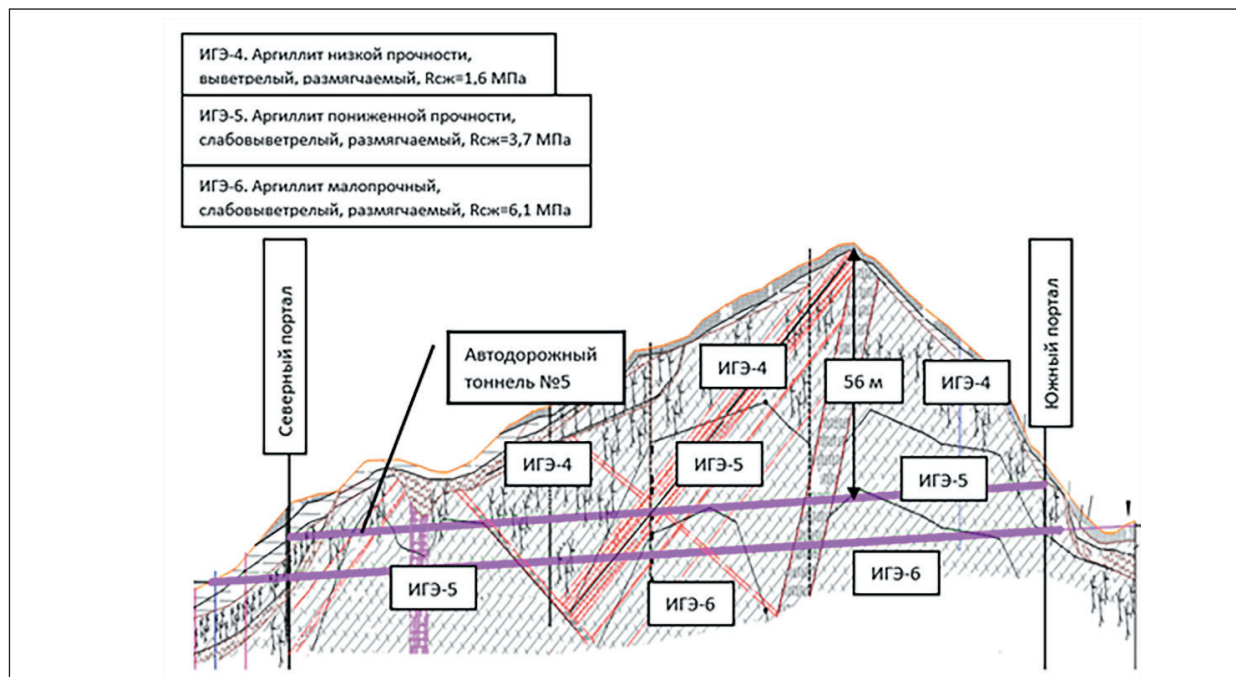 ИГЭ-4. Аргиллит низкой прочности,
выветрелый, размягчаемый, Rсж=1,6 МПа
ИГЭ-5. Аргиллит пониженной прочности,
слабовыветрелый, размягчаемый, Rсж=3,7 МПа
ИГЭ-6. Аргиллит малопрочный,
слабовыветрелый, размягчаемый, Rсж=6,1 МПа
Северный портал
Автодорожный
тоннель №5
ИГЭ-4
56 м
ИГЭ-4
Южный портал
ИГЭ-4
ИГЭ-5
ИГЭ-5
ИГЭ-5
ИГЭ-6
ИГЭ-6